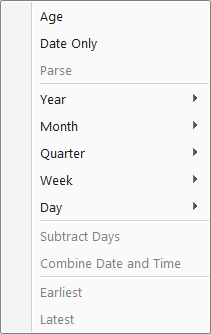 Age
Date Only
Parse
Year
Month
Quarter
Week
Day
Subtract Days
Combine Date and Time
Earliest
Latest